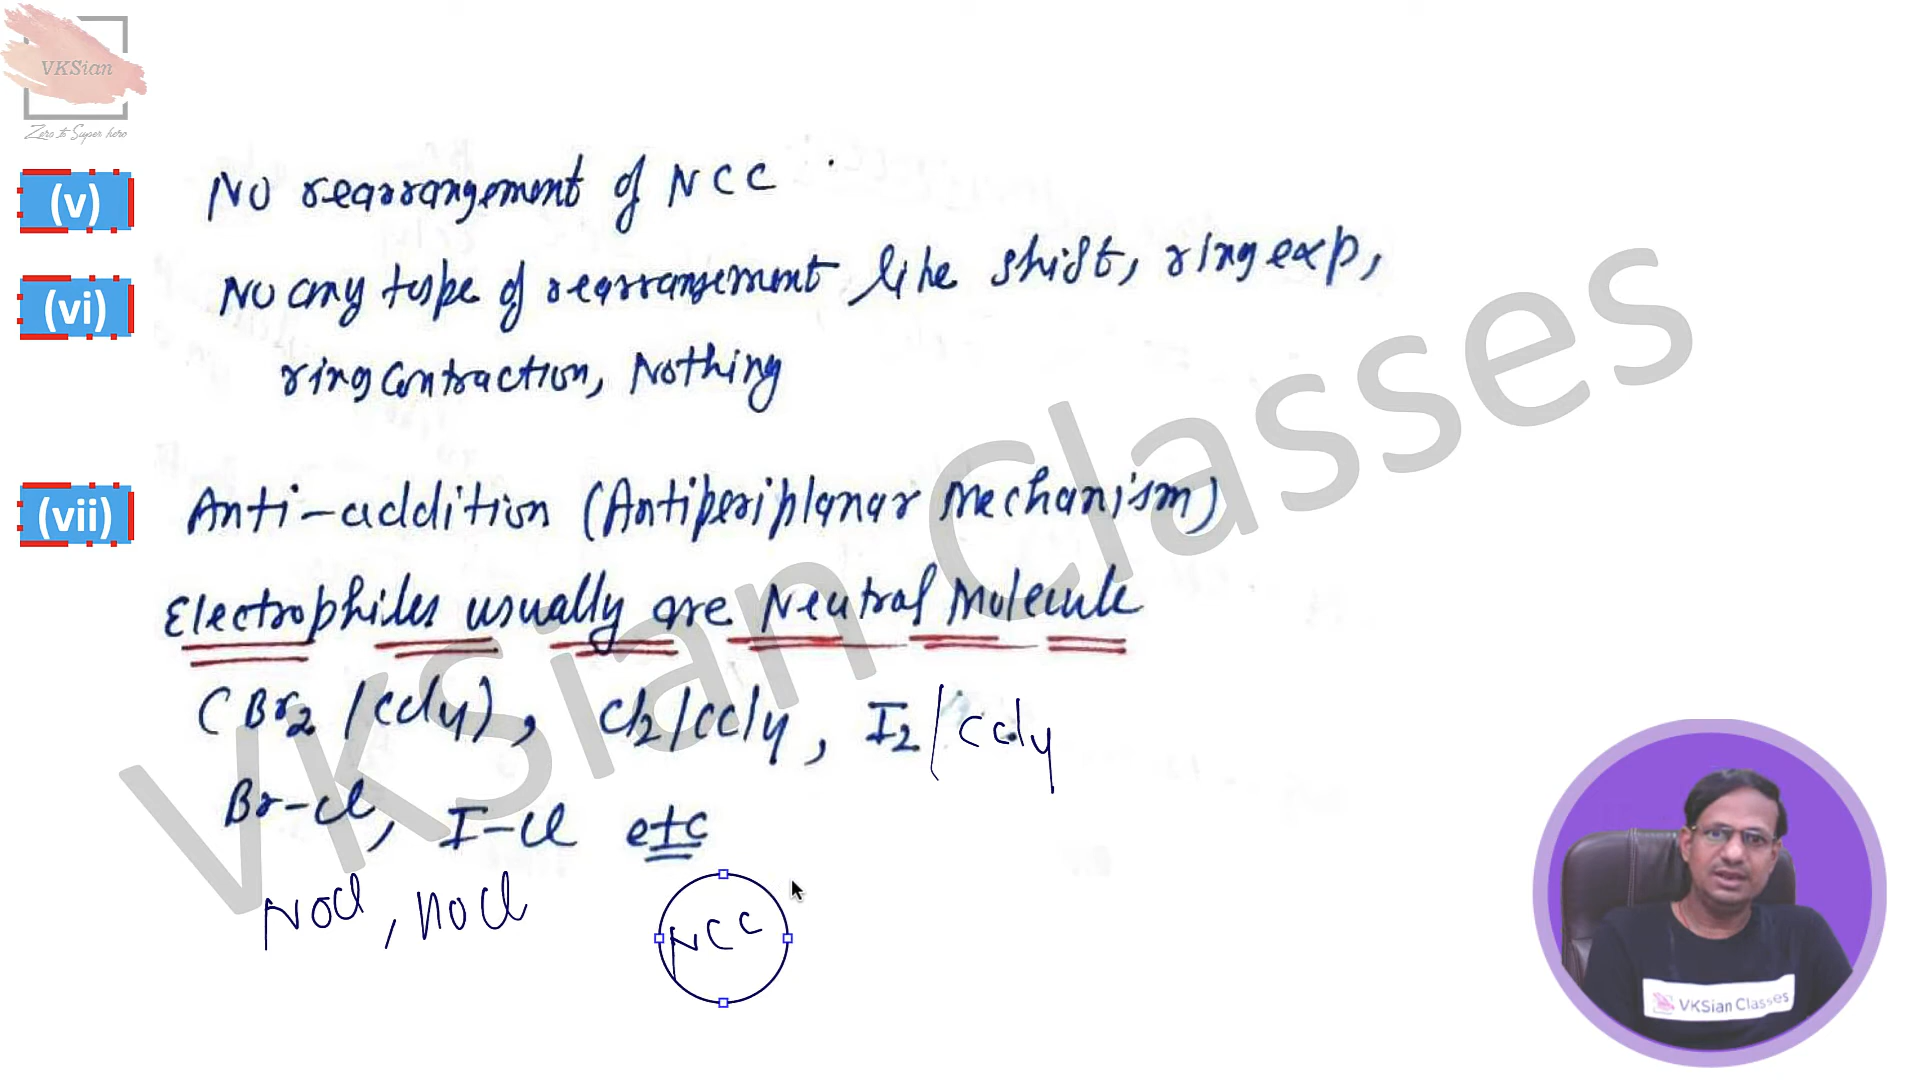 VKSian
Zero to Super hero
(v) No rearrangement of NCC
(vi) No any type of rearrangement like shift, ring exp,
ring contraction, Nothing
(vii) Anti-addition (Antiperiplanar Mechanism)
Electrophiles usually are Neutral Molecule
(Br2/CCl4), Cl2/CCl4, I2/CCl4
Br-Cl, I-Cl etc
NOCl, HOCl
NCC
VKSian Classes
VKSian Classes